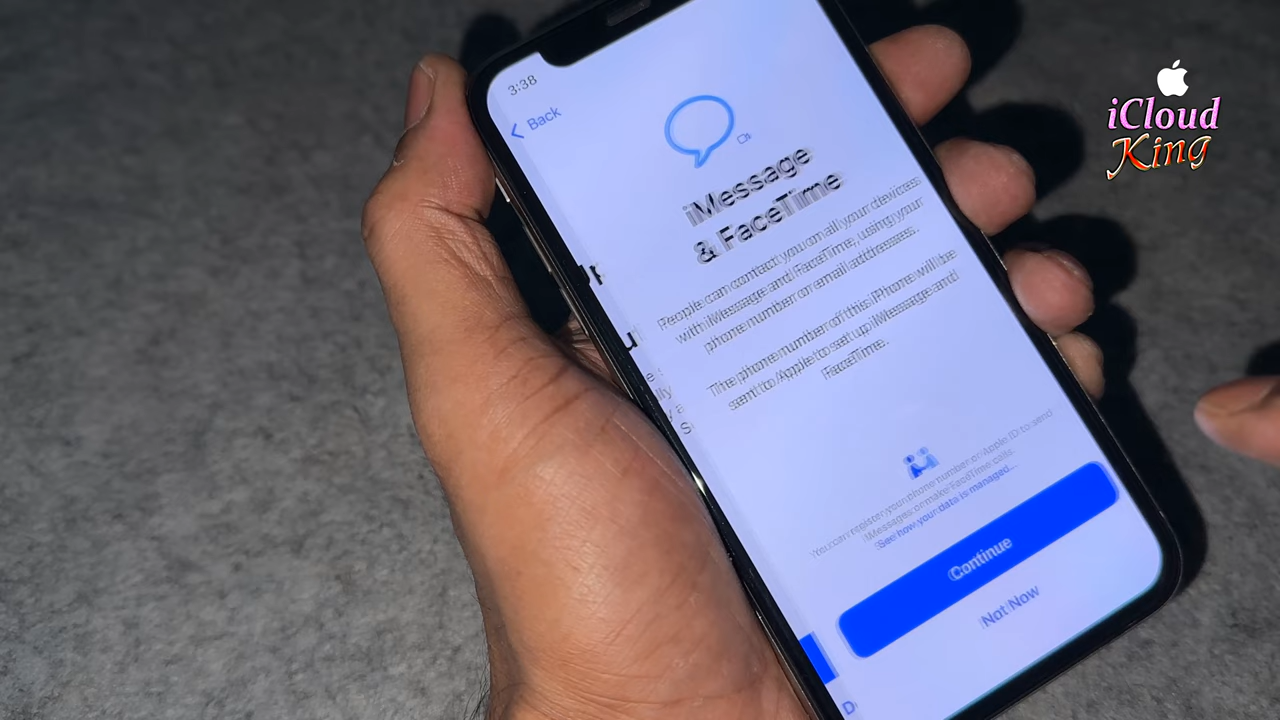 3:38
Back
iMessage
& FaceTime
People can contact you on all your devices
with iMessage and FaceTime, using your
phone number or email addresses.
The phone number of this iPhone will be
sent to Apple to set up iMessage and
FaceTime.
You can register your phone number or Apple ID to send
iMessages or make FaceTime calls.
See how your data is managed...
Continue
Not Now
iCloud
King